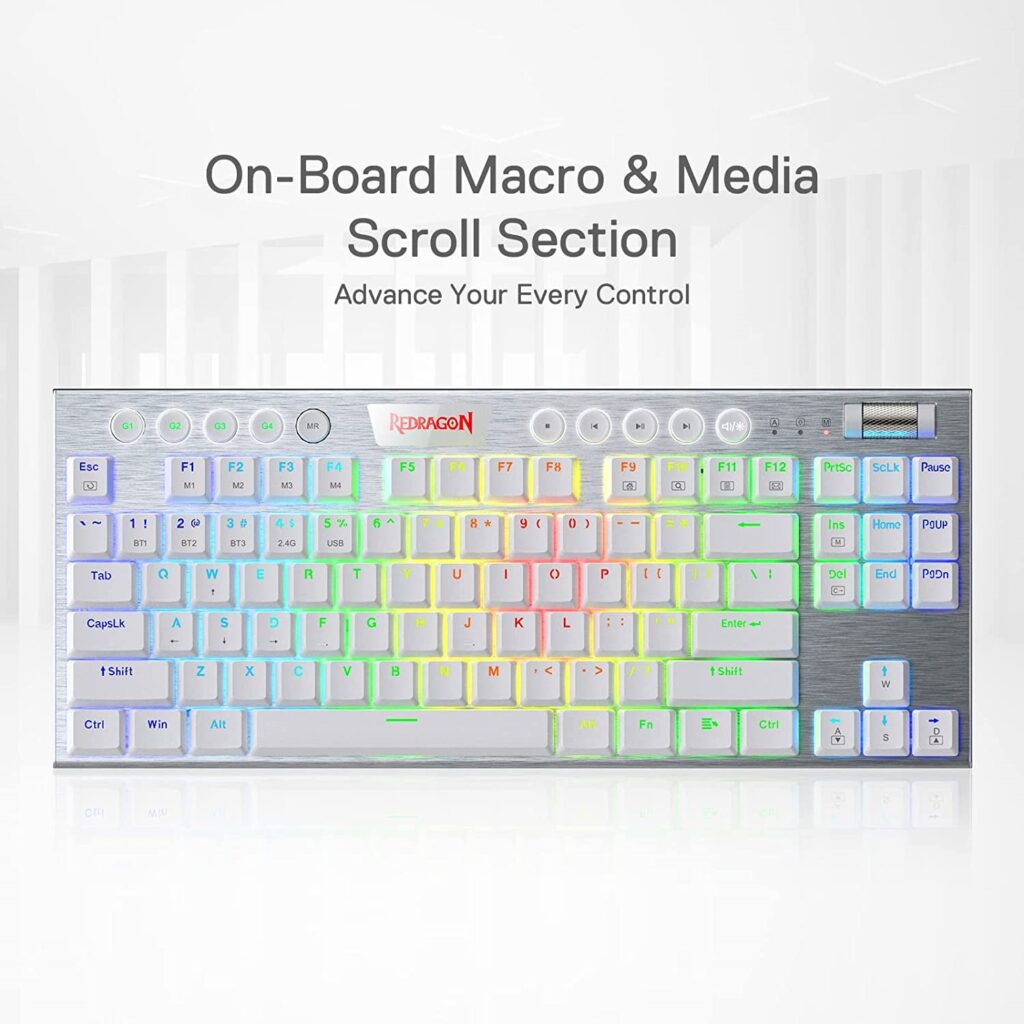 On-Board Macro & Media
Scroll Section
Advance Your Every Control
G1 G2 G3 G4 MR REDRAGON A M
Esc F1 F2 F3 F4 F5 F6 F7 F8 F9 F10 F11 F12 PrtSc ScLk Pause
M1 M2 M3 M4
` ~ 1 ! 2 @ 3 # 4 $ 5 % 6 ^ 7 8 * 9 ( 0 ) - - Ins Home PgUp
BT1 BT2 BT3 2.4G USB M
Tab Q W E R T Y U I O P [ { \ | Del End PgDn
C→
CapsLk A S D F G H J K L ; : Enter
← ↓ →
Shift Z X C V B N M , < . > Shift ↑
W
Ctrl Win Alt Fn Ctrl ← ↓ →
A S D